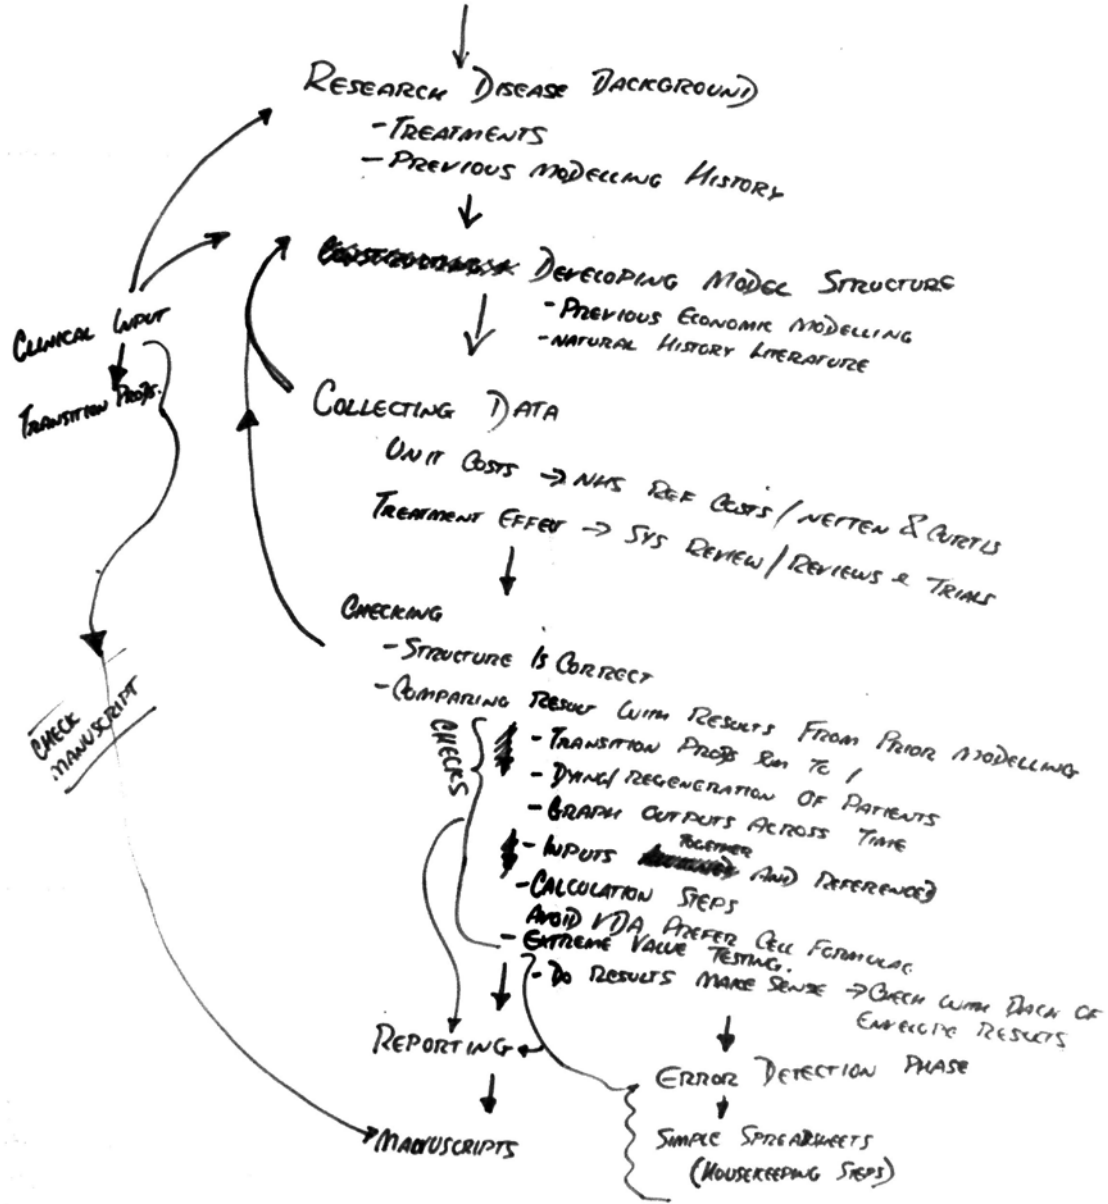 RESEARCH DISEASE BACKGROUND
- TREATMENTS
- PREVIOUS MODELLING HISTORY
DEVELOPING MODEL STRUCTURE
- PREVIOUS ECONOMIC MODELLING
- NATURAL HISTORY LITERATURE
CLINICAL INPUT
TRANSITION PROBS.
COLLECTING DATA
UNIT COSTS → NHS REF COSTS / NETTEN & CURTIS
TREATMENT EFFECT → SYS REVIEW / REVIEWS & TRIALS
CHECKING
- STRUCTURE IS CORRECT
- COMPARING RESULT WITH RESULTS FROM PRIOR MODELLING
CHECK
MANUSCRIPT
CHECKS
- TRANSITION PROBS SUM TO 1
- DYING/REGENERATION OF PATIENTS
- GRAPH OUTPUTS ACROSS TIME
- INPUTS TOGETHER AND REFERENCED
- CALCULATION STEPS
AVOID VBA PREFER CELL FORMULAE
- EXTREME VALUE TESTING.
- DO RESULTS MAKE SENSE → CHECK WITH BACK OF
ENVELOPE RESULTS
REPORTING
ERROR DETECTION PHASE
MANUSCRIPTS
SIMPLE SPREADSHEETS
(HOUSEKEEPING STEPS)